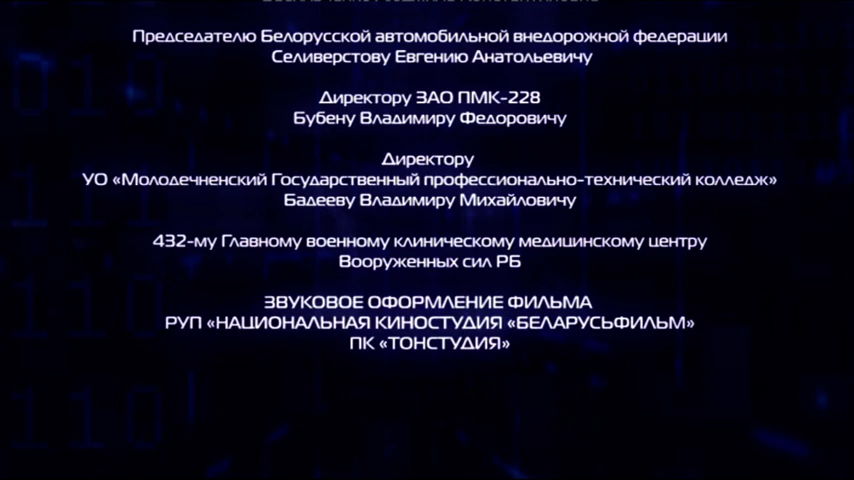 Председателю Белорусской автомобильной внедорожной федерации
Селиверстову Евгению Анатольевичу
Директору ЗАО ПМК-228
Бубену Владимиру Федоровичу
Директору
УО «Молодечненский Государственный профессионально-технический колледж»
Бадееву Владимиру Михайловичу
432-му Главному военному клиническому медицинскому центру
Вооруженных сил РБ
ЗВУКОВОЕ ОФОРМЛЕНИЕ ФИЛЬМА
РУП «НАЦИОНАЛЬНАЯ КИНОСТУДИЯ «БЕЛАРУСЬФИЛЬМ»
ПК «ТОНСТУДИЯ»